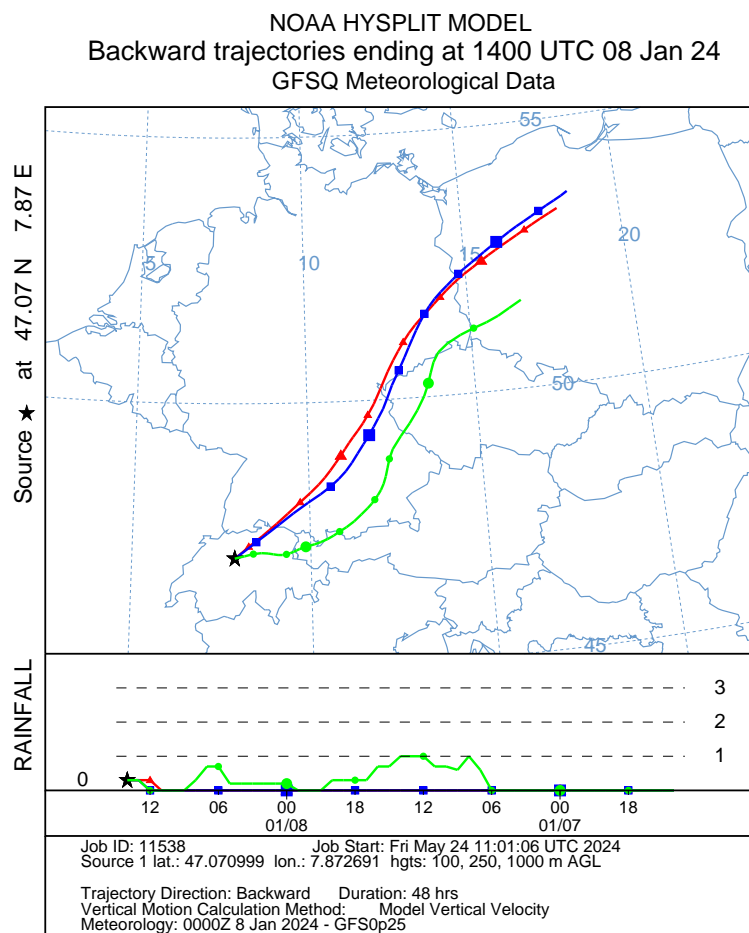 NOAA HYSPLIT MODEL
Backward trajectories ending at 1400 UTC 08 Jan 24
GFSQ Meteorological Data
Source ★ at 47.07 N 7.87 E
55
5
10
15
20
50
45
RAINFALL
3
2
1
0
12 06 00 18 12 06 00 18
01/08 01/07
Job ID: 11538 Job Start: Fri May 24 11:01:06 UTC 2024
Source 1 lat.: 47.070999 lon.: 7.872691 hgts: 100, 250, 1000 m AGL
Trajectory Direction: Backward Duration: 48 hrs
Vertical Motion Calculation Method: Model Vertical Velocity
Meteorology: 0000Z 8 Jan 2024 - GFS0p25